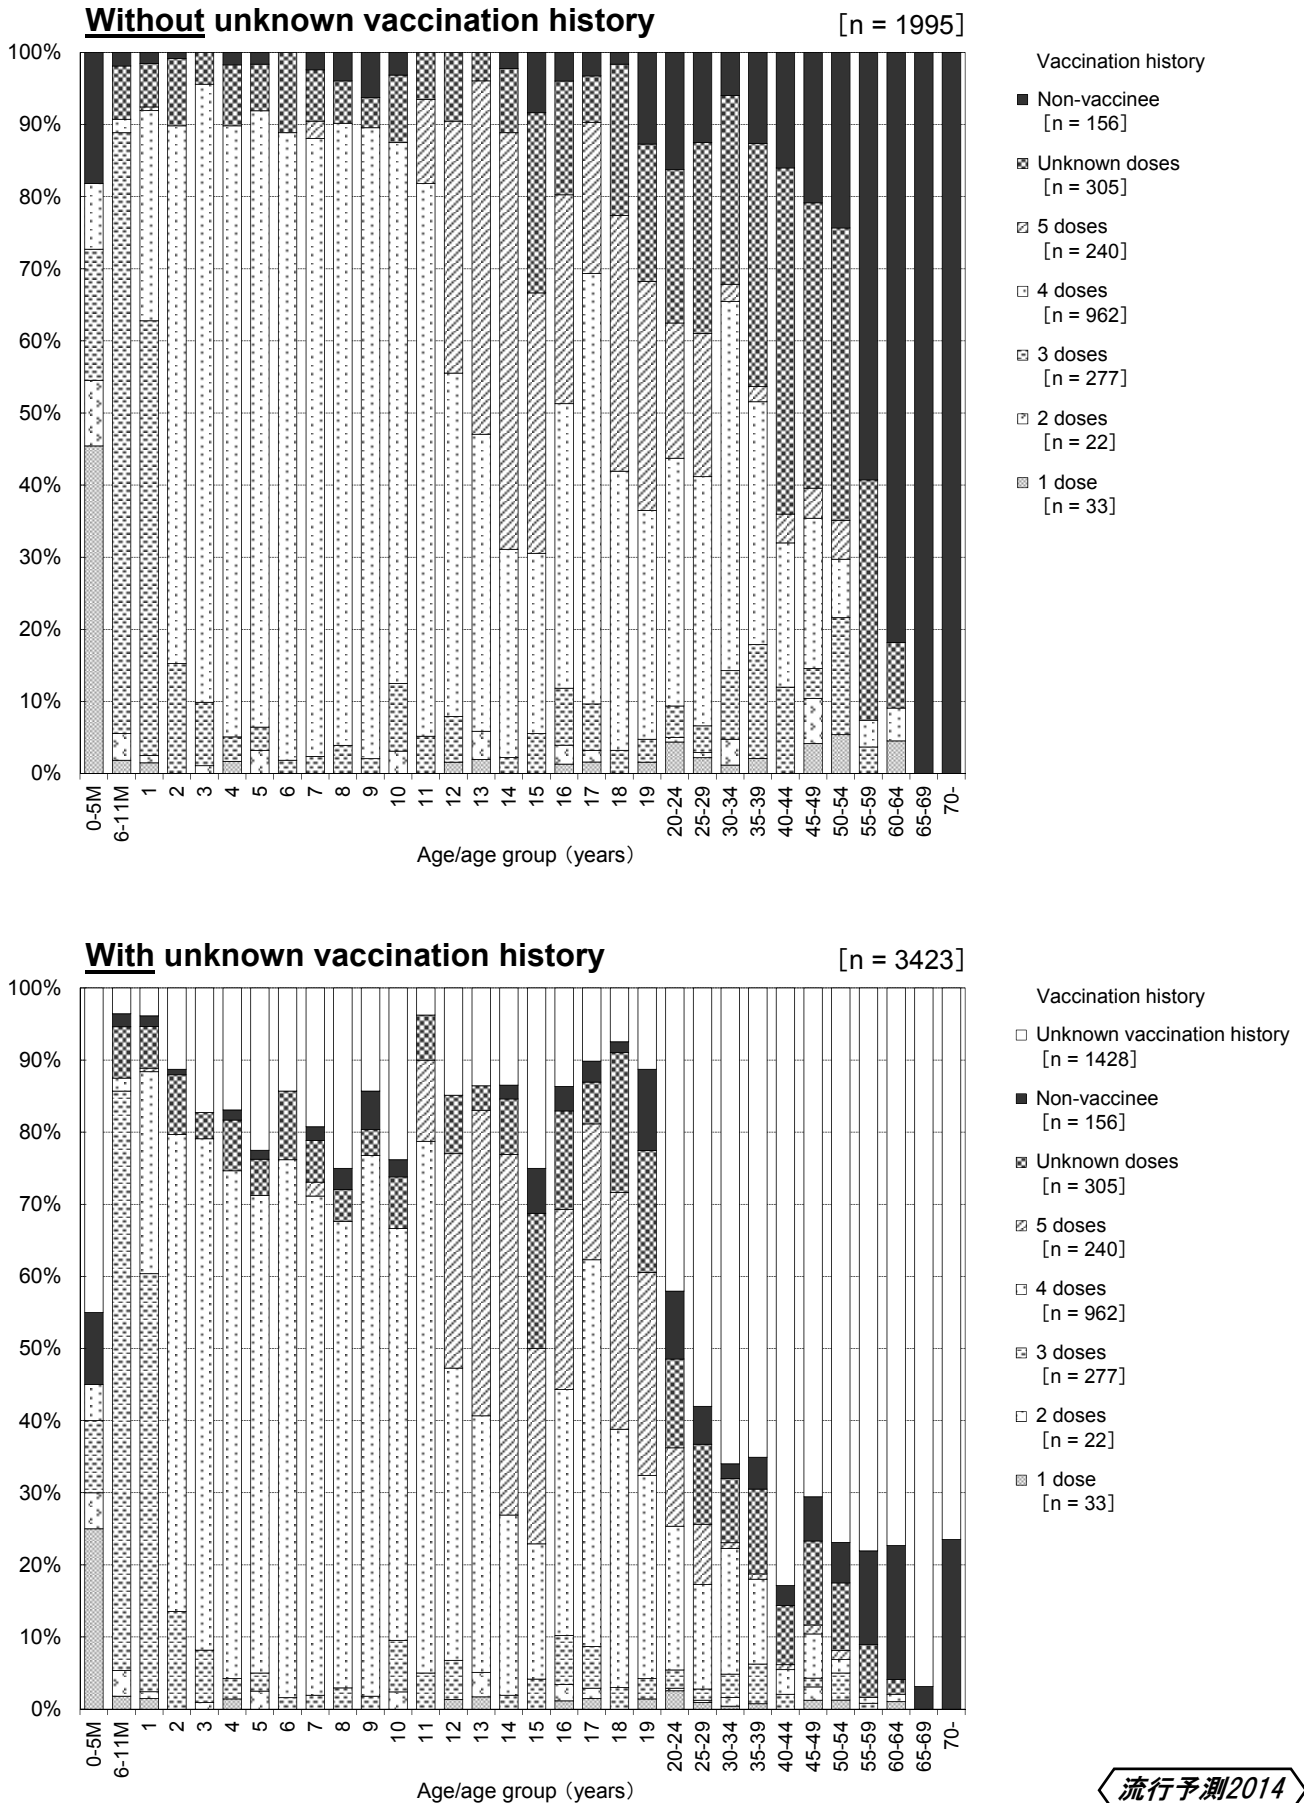 Without unknown vaccination history
[n = 1995]
100%
90%
80%
70%
60%
50%
40%
30%
20%
10%
0%
0-5M
6-11M
1
2
3
4
5
6
7
8
9
10
11
12
13
14
15
16
17
18
19
20-24
25-29
30-34
35-39
40-44
45-49
50-54
55-59
60-64
65-69
70-
Age/age group（years）
Vaccination history
Non-vaccinee
[n = 156]
Unknown doses
[n = 305]
5 doses
[n = 240]
4 doses
[n = 962]
3 doses
[n = 277]
2 doses
[n = 22]
1 dose
[n = 33]
With unknown vaccination history
[n = 3423]
100%
90%
80%
70%
60%
50%
40%
30%
20%
10%
0%
0-5M
6-11M
1
2
3
4
5
6
7
8
9
10
11
12
13
14
15
16
17
18
19
20-24
25-29
30-34
35-39
40-44
45-49
50-54
55-59
60-64
65-69
70-
Age/age group（years）
Vaccination history
Unknown vaccination history
[n = 1428]
Non-vaccinee
[n = 156]
Unknown doses
[n = 305]
5 doses
[n = 240]
4 doses
[n = 962]
3 doses
[n = 277]
2 doses
[n = 22]
1 dose
[n = 33]
流行予測2014